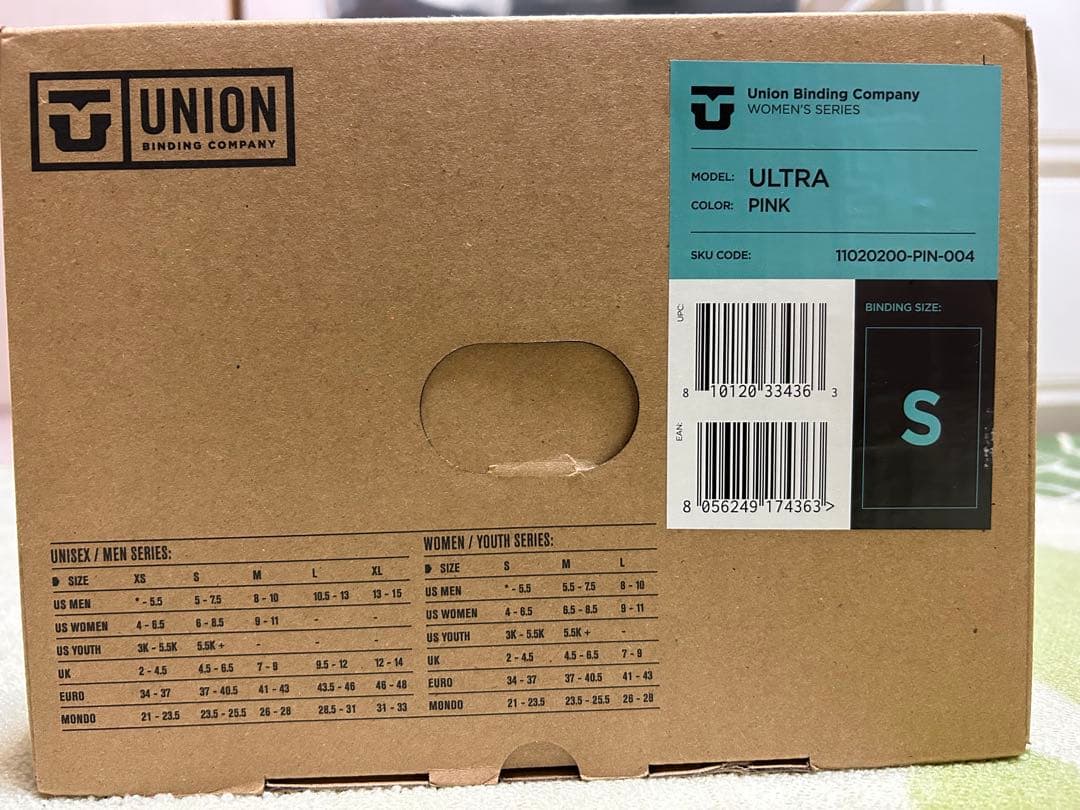 UNION
BINDING COMPANY
Union Binding Company
WOMEN'S SERIES
MODEL: ULTRA
COLOR: PINK
SKU CODE: 11020200-PIN-004
UPC:
8 10120 33436 3
EAN:
8 056249 174363>
BINDING SIZE:
S
UNISEX / MEN SERIES:
SIZE XS S M L XL
US MEN * - 5.5 5 - 7.5 8 - 10 10.5 - 13 13 - 15
US WOMEN 4 - 6.5 6 - 8.5 9 - 11 - -
US YOUTH 3K - 5.5K 5.5K + - - -
UK 2 - 4.5 4.5 - 6.5 7 - 9 9.5 - 12 12 - 14
EURO 34 - 37 37 - 40.5 41 - 43 43.5 - 46 46 - 48
MONDO 21 - 23.5 23.5 - 25.5 26 - 28 28.5 - 31 31 - 33
WOMEN / YOUTH SERIES:
SIZE S M L
US MEN * - 5.5 5.5 - 7.5 8 - 10
US WOMEN 4 - 6.5 6.5 - 8.5 9 - 11
US YOUTH 3K - 5.5K 5.5K + -
UK 2 - 4.5 4.5 - 6.5 7 - 9
EURO 34 - 37 37 - 40.5 41 - 43
MONDO 21 - 23.5 23.5 - 25.5 26 - 28